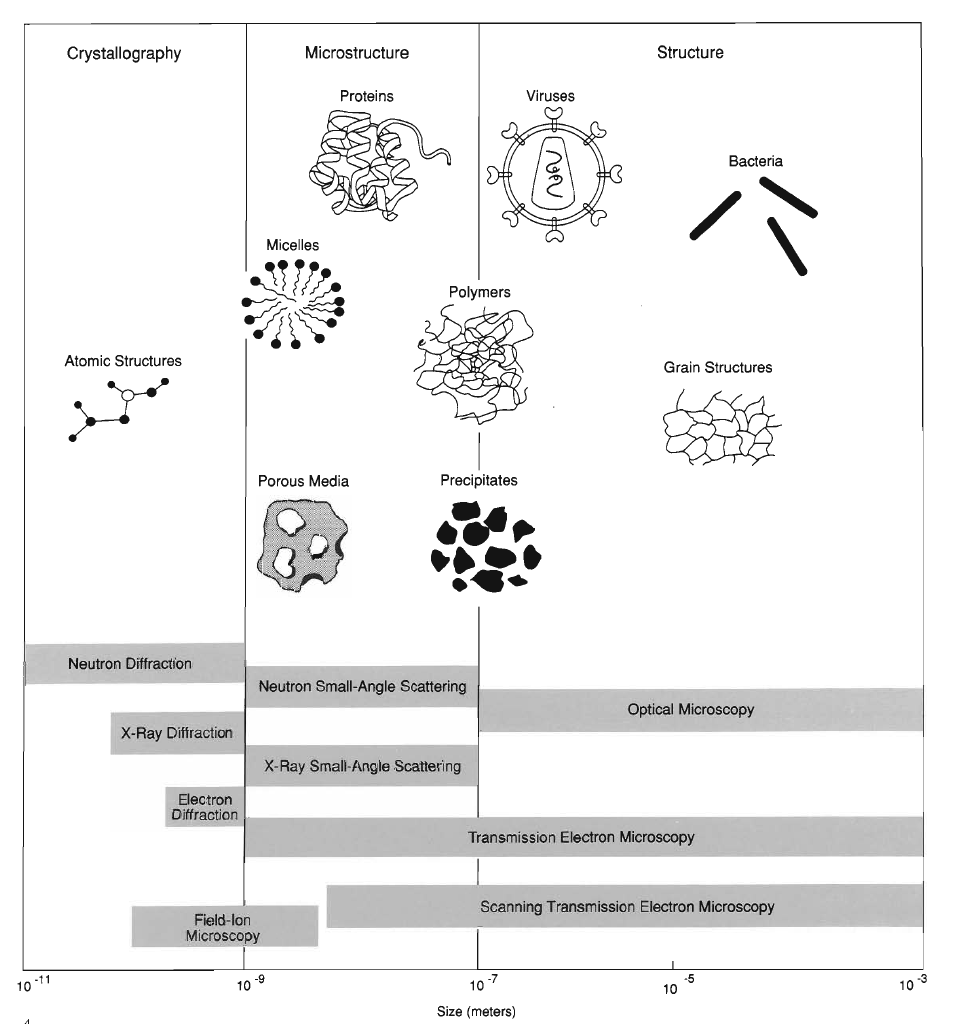 Crystallography
Microstructure
Structure
Proteins
Viruses
Bacteria
Micelles
Polymers
Atomic Structures
Grain Structures
Porous Media
Precipitates
Neutron Diffraction
Neutron Small-Angle Scattering
Optical Microscopy
X-Ray Diffraction
X-Ray Small-Angle Scattering
Electron
Diffraction
Transmission Electron Microscopy
Scanning Transmission Electron Microscopy
Field-Ion
Microscopy
10 -11
10 -9
10 -7
10 -5
10 -3
Size (meters)